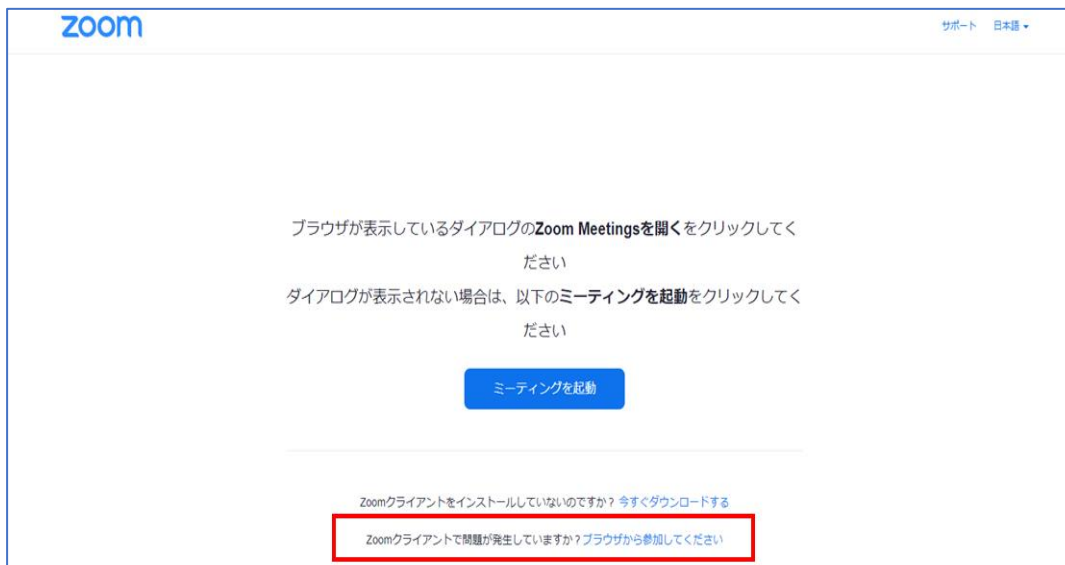 zoom
サポート 日本語
ブラウザが表示しているダイアログのZoom Meetingsを開くをクリックしてく
ださい
ダイアログが表示されない場合は、以下のミーティングを起動をクリックしてく
ださい
ミーティングを起動
Zoomクライアントをインストールしていないのですか? 今すぐダウンロードする
Zoomクライアントで問題が発生していますか?ブラウザから参加してください